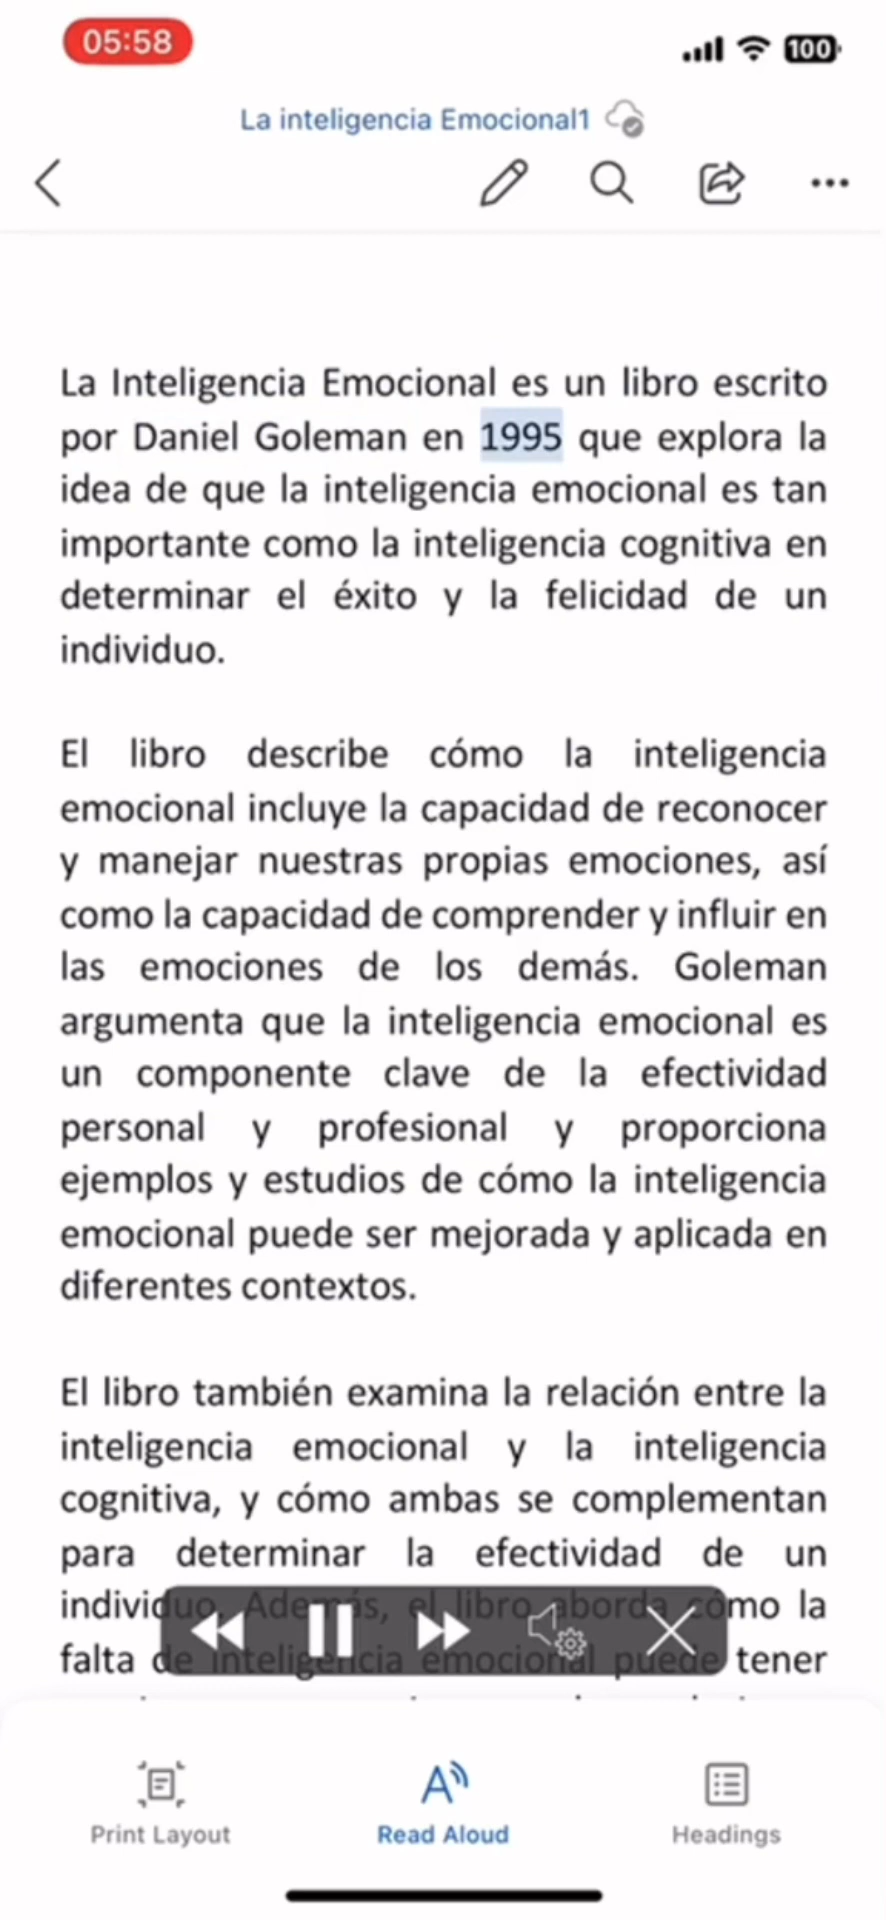 05:58
100
La inteligencia Emocional1
La Inteligencia Emocional es un libro escrito
por Daniel Goleman en 1995 que explora la
idea de que la inteligencia emocional es tan
importante como la inteligencia cognitiva en
determinar el éxito y la felicidad de un
individuo.
El libro describe cómo la inteligencia
emocional incluye la capacidad de reconocer
y manejar nuestras propias emociones, así
como la capacidad de comprender y influir en
las emociones de los demás. Goleman
argumenta que la inteligencia emocional es
un componente clave de la efectividad
personal y profesional y proporciona
ejemplos y estudios de cómo la inteligencia
emocional puede ser mejorada y aplicada en
diferentes contextos.
El libro también examina la relación entre la
inteligencia emocional y la inteligencia
cognitiva, y cómo ambas se complementan
para determinar la efectividad de un
individuo. Además, el libro aborda cómo la
falta de inteligencia emocional puede tener
Print Layout
Read Aloud
Headings